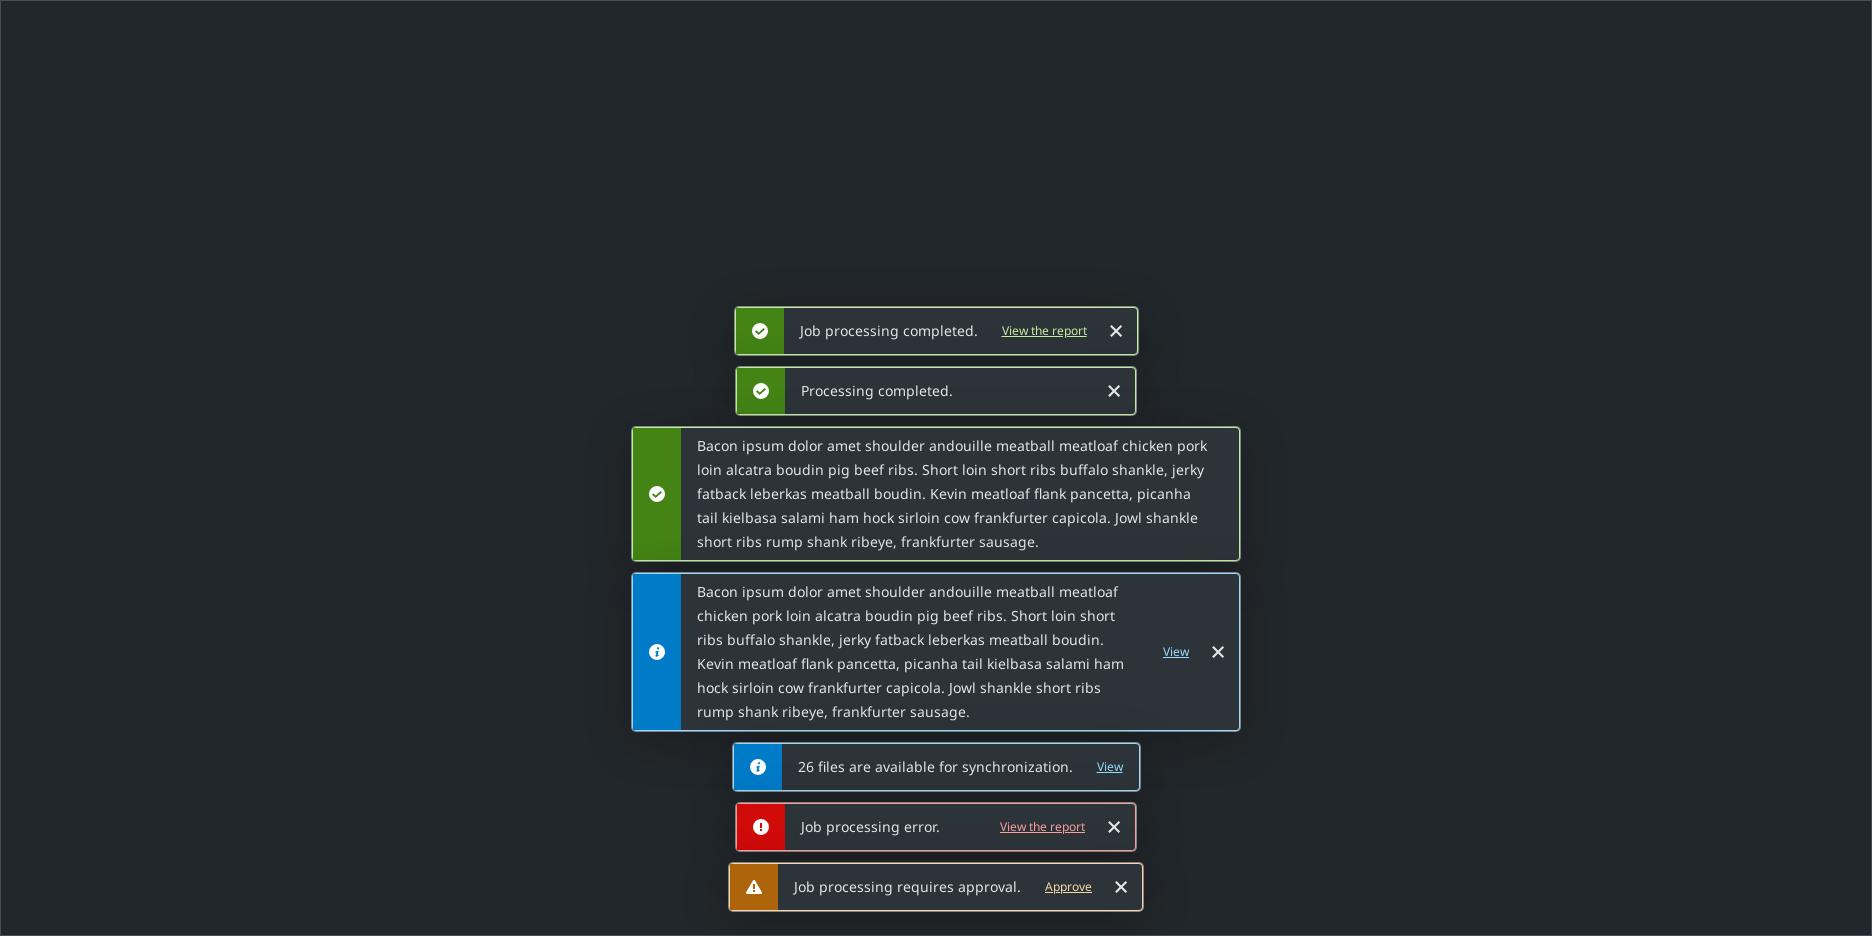 Job processing completed. View the report
Processing completed.
Bacon ipsum dolor amet shoulder andouille meatball meatloaf chicken pork
loin alcatra boudin pig beef ribs. Short loin short ribs buffalo shankle, jerky
fatback leberkas meatball boudin. Kevin meatloaf flank pancetta, picanha
tail kielbasa salami ham hock sirloin cow frankfurter capicola. Jowl shankle
short ribs rump shank ribeye, frankfurter sausage.
Bacon ipsum dolor amet shoulder andouille meatball meatloaf
chicken pork loin alcatra boudin pig beef ribs. Short loin short
ribs buffalo shankle, jerky fatback leberkas meatball boudin.
Kevin meatloaf flank pancetta, picanha tail kielbasa salami ham
hock sirloin cow frankfurter capicola. Jowl shankle short ribs
rump shank ribeye, frankfurter sausage.
View
26 files are available for synchronization. View
Job processing error. View the report
Job processing requires approval. Approve